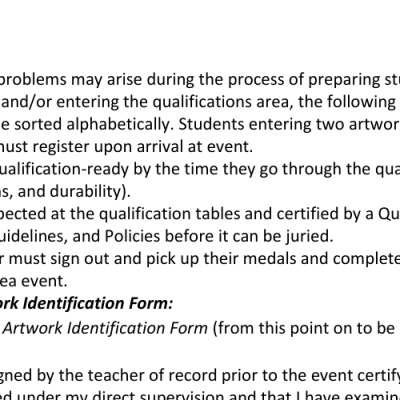 problems may arise during the process of preparing stu
and/or entering the qualifications area, the following
e sorted alphabetically. Students entering two artwor
must register upon arrival at event.
ualification-ready by the time they go through the qua
s, and durability).
pected at the qualification tables and certified by a Qu
uidelines, and Policies before it can be juried.
r must sign out and pick up their medals and complete
ea event.
ork Identification Form:
Artwork Identification Form (from this point on to be
gned by the teacher of record prior to the event certify
ed under my direct supervision and that I have examin